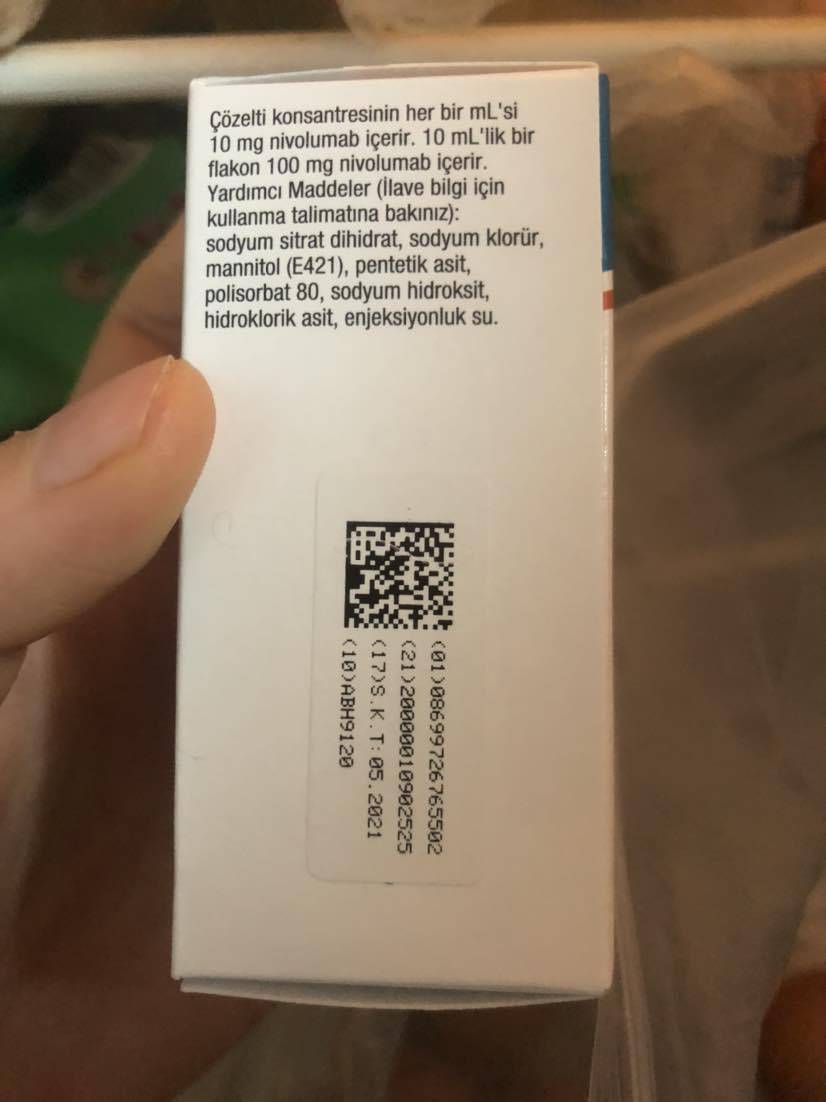 Çözelti konsantresinin her bir mL'si
10 mg nivolumab içerir. 10 mL'lik bir
flakon 100 mg nivolumab içerir.
Yardımcı Maddeler (İlave bilgi için
kullanma talimatına bakınız):
sodyum sitrat dihidrat, sodyum klorür,
mannitol (E421), pentetik asit,
polisorbat 80, sodyum hidroksit,
hidroklorik asit, enjeksiyonluk su.
(01)08699726765502
(21)2000000109002525
(17)S.K.T:05.2021
(10)ABH9120